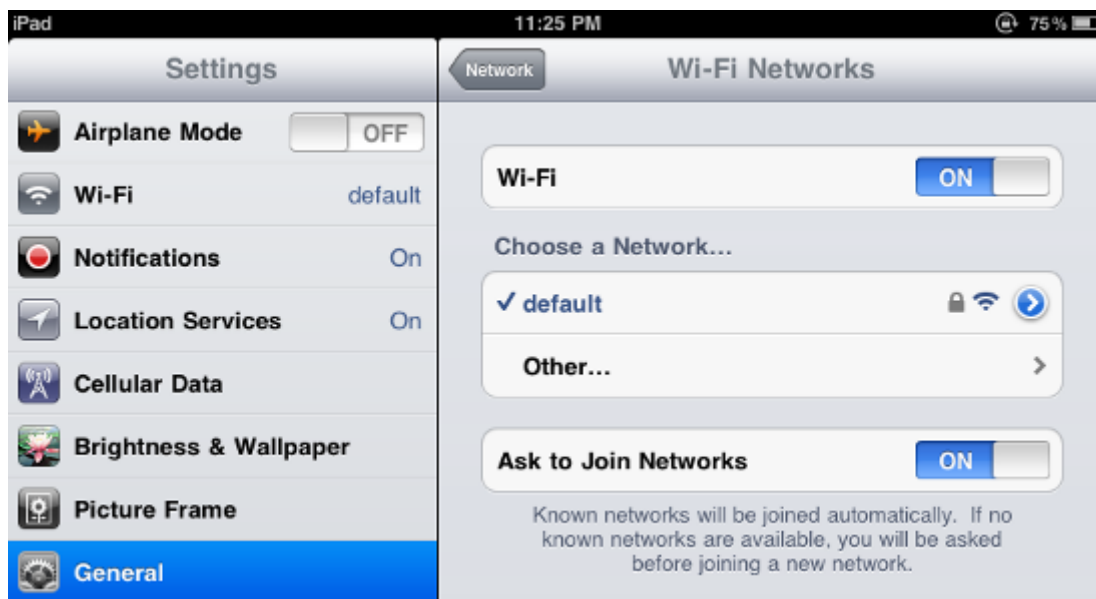 iPad 11:25 PM 75%
Settings
Airplane Mode OFF
Wi-Fi default
Notifications On
Location Services On
Cellular Data
Brightness & Wallpaper
Picture Frame
General
Network Wi-Fi Networks
Wi-Fi ON
Choose a Network...
✓ default
Other...
Ask to Join Networks ON
Known networks will be joined automatically. If no
known networks are available, you will be asked
before joining a new network.